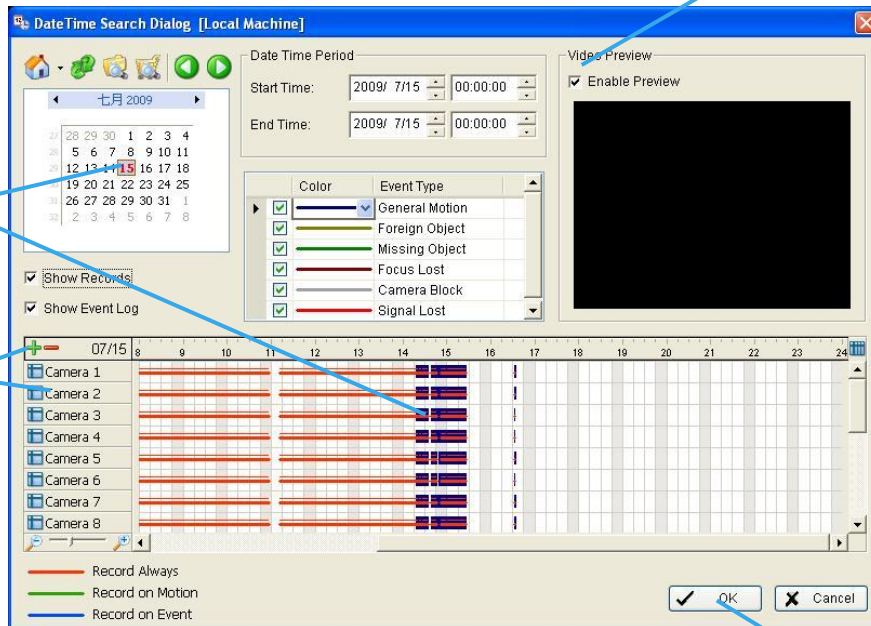 DateTime Search Dialog [Local Machine]
七月 2009
27 28 29 30 1 2 3 4
28 5 6 7 8 9 10 11
29 12 13 14 15 16 17 18
30 19 20 21 22 23 24 25
31 26 27 28 29 30 31 1
32 2 3 4 5 6 7 8
Show Records
Show Event Log
Date Time Period
Start Time: 2009/ 7/15 00:00:00
End Time: 2009/ 7/15 00:00:00
Color Event Type
General Motion
Foreign Object
Missing Object
Focus Lost
Camera Block
Signal Lost
Video Preview
Enable Preview
07/15 8 9 10 11 12 13 14 15 16 17 18 19 20 21 22 23 24
Camera 1
Camera 2
Camera 3
Camera 4
Camera 5
Camera 6
Camera 7
Camera 8
Record Always
Record on Motion
Record on Event
OK
Cancel